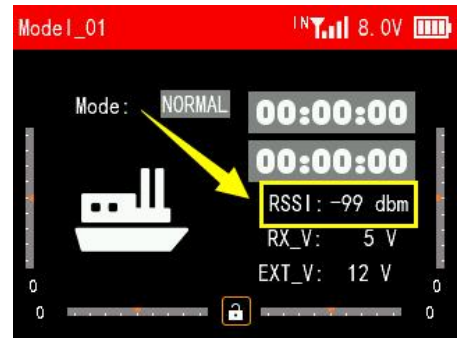 Model_01 IN 8.0V
Mode: NORMAL 00:00:00
00:00:00
RSSI: -99 dbm
RX_V: 5 V
EXT_V: 12 V
0 0
0 0